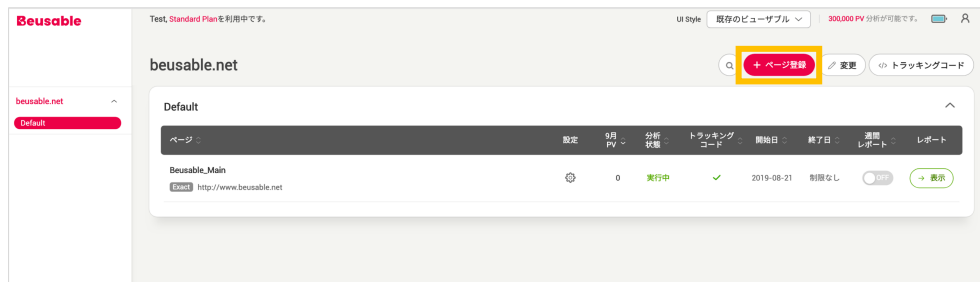 Beusable
Test, Standard Planを利用中です。
UI Style 既存のビューザブル
300,000 PV 分析が可能です。
beusable.net
+ ページ登録
変更
</> トラッキングコード
beusable.net
Default
Default
ページ
設定
9月
PV
分析
状態
トラッキング
コード
開始日
終了日
週間
レポート
レポート
Beusable_Main
Exact http://www.beusable.net
0
実行中
2019-08-21
制限なし
OFF
→ 表示